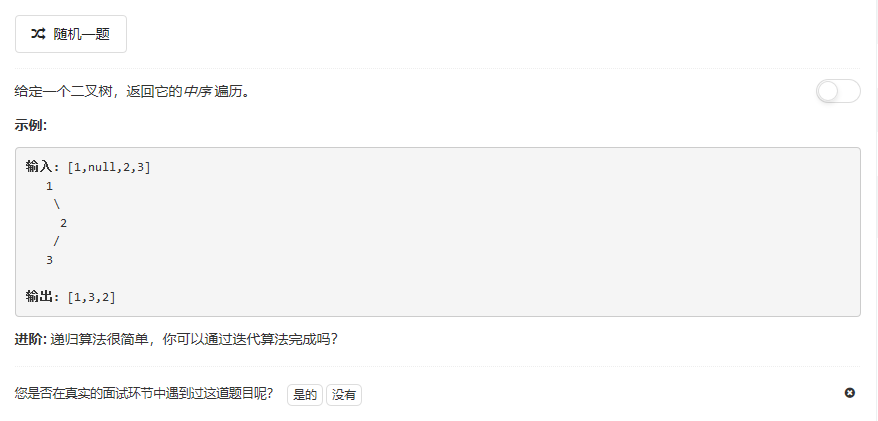 随机一题
给定一个二叉树，返回它的中序 遍历。
示例:
输入: [1,null,2,3]
1
\
2
/
3
输出: [1,3,2]
进阶: 递归算法很简单，你可以通过迭代算法完成吗？
您是否在真实的面试环节中遇到过这道题目呢？ 是的 没有